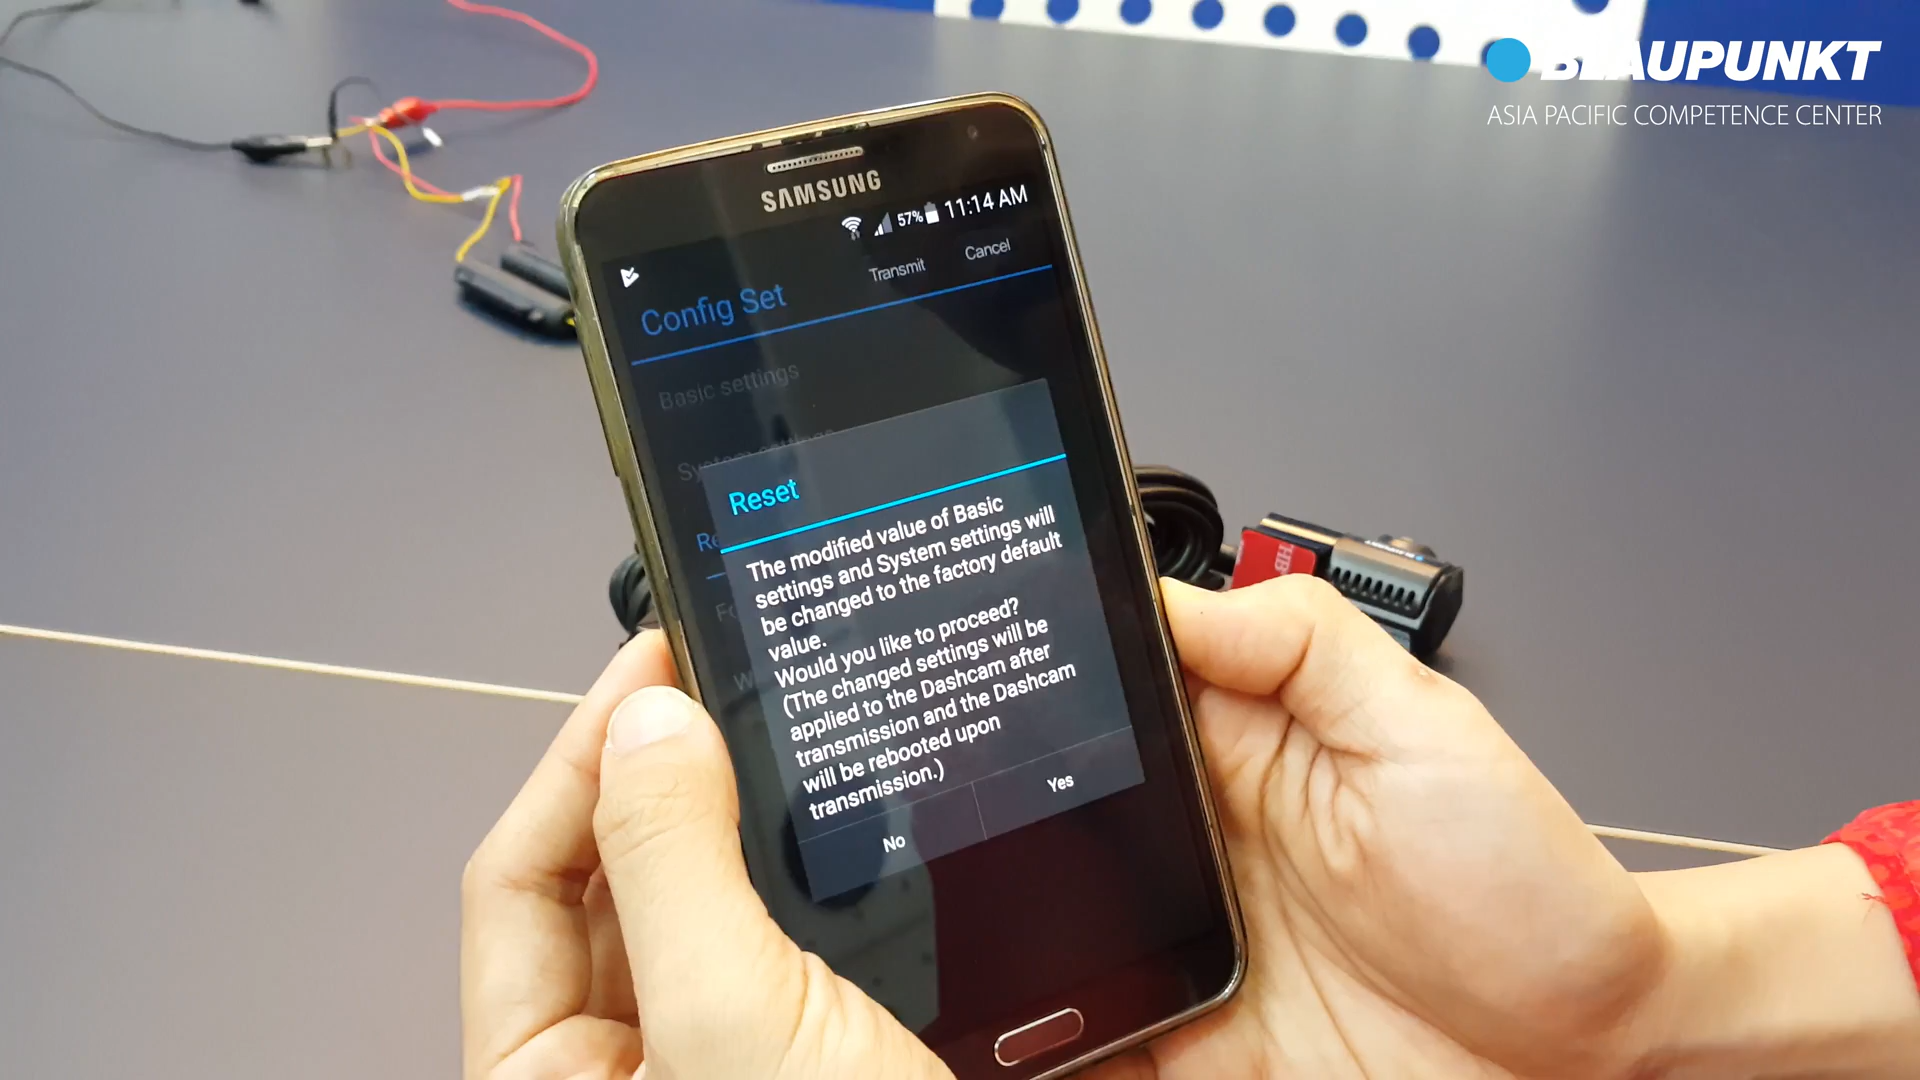 BLAUPUNKT
ASIA PACIFIC COMPETENCE CENTER
SAMSUNG
57% 11:14 AM
Config Set
Transmit
Cancel
Basic settings
System settings
Reset
The modified value of Basic
settings and System settings will
be changed to the factory default
value.
Would you like to proceed?
(The changed settings will be
applied to the Dashcam after
transmission and the Dashcam
will be rebooted upon
transmission.)
No
Yes